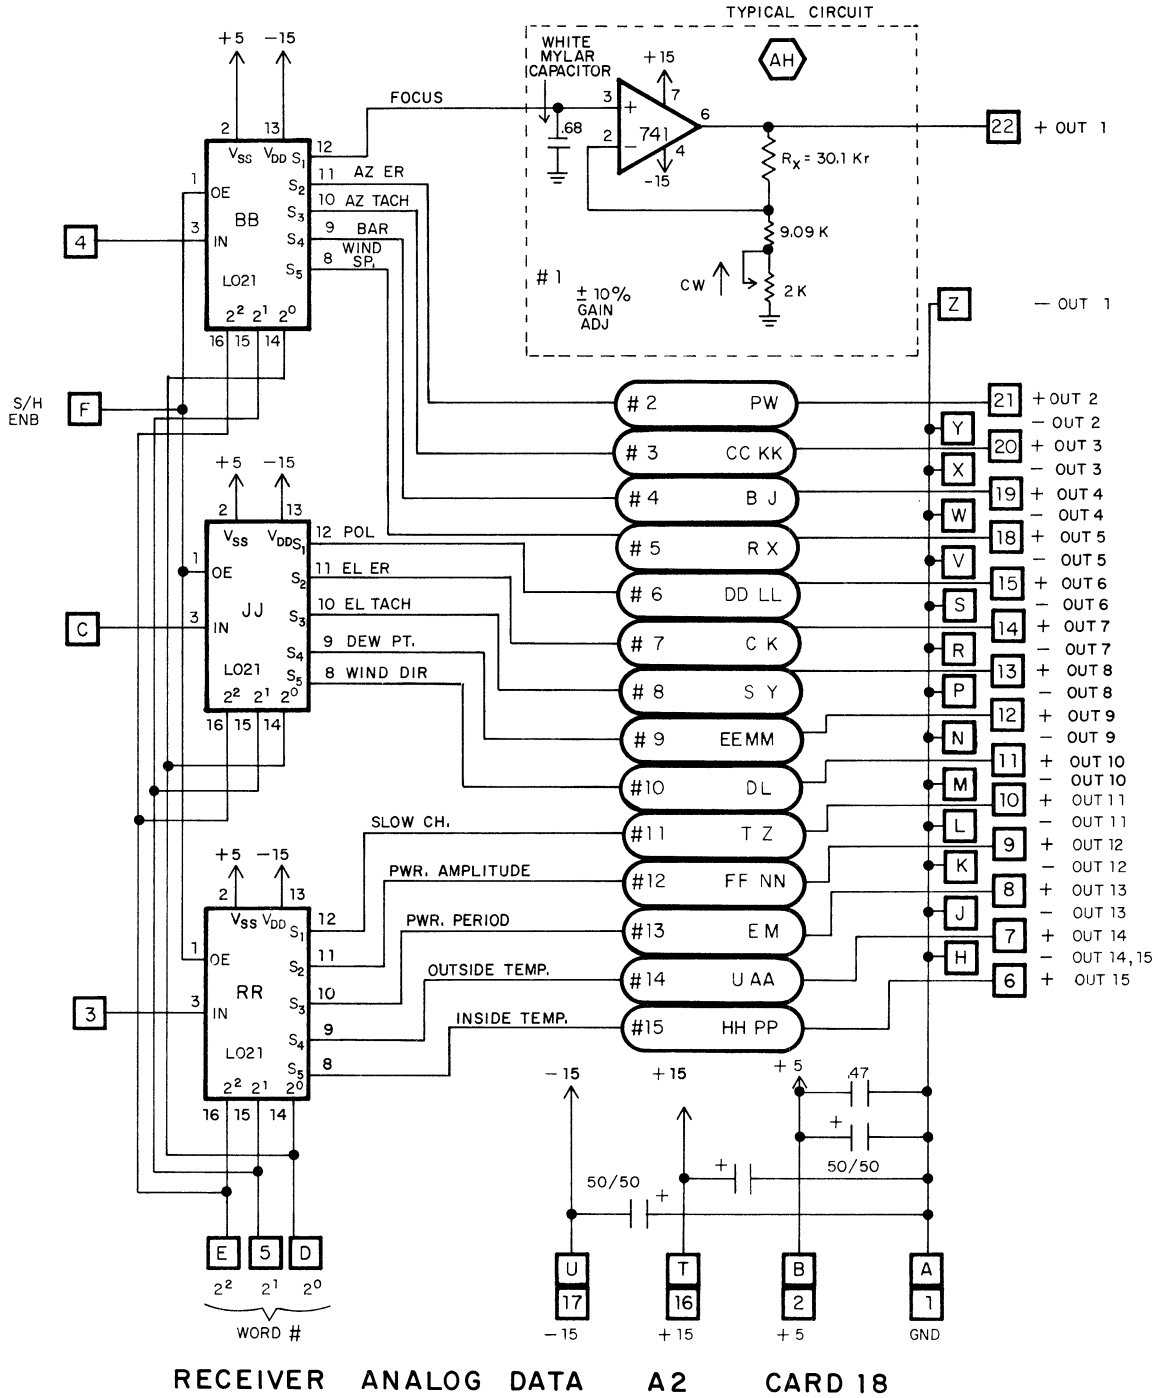 TYPICAL CIRCUIT
WHITE
MYLAR
CAPACITOR
+15
AH
+5 -15
FOCUS
3 + 7 6
.68
741
2 - 4
-15
22 + OUT 1
RX = 30.1 Kr
9.09 K
CW
2 K
# 1
± 10%
GAIN
ADJ
Z - OUT 1
2 13 12
VSS VDD S1
1 OE
11 AZ ER
S2
10 AZ TACH
S3
BB
3 IN
4
9 BAR
S4
WIND
SP.
8
S5
LO21
2² 2¹ 2⁰
16 15 14
S/H
ENB
F
# 2 PW 21 + OUT 2
Y - OUT 2
# 3 CC KK 20 + OUT 3
X - OUT 3
# 4 B J 19 + OUT 4
W - OUT 4
# 5 R X 18 + OUT 5
V - OUT 5
# 6 DD LL 15 + OUT 6
S - OUT 6
# 7 C K 14 + OUT 7
R - OUT 7
# 8 S Y 13 + OUT 8
P - OUT 8
# 9 EEMM 12 + OUT 9
N - OUT 9
#10 DL 11 + OUT 10
M - OUT 10
#11 T Z 10 + OUT 11
L - OUT 11
#12 FF NN 9 + OUT 12
K - OUT 12
#13 E M 8 + OUT 13
J - OUT 13
#14 U AA 7 + OUT 14
H - OUT 14,15
#15 HH PP 6 + OUT 15
+5 -15
2 13
VSS VDD S1
12 POL
1 OE
11 EL ER
S2
JJ
10 EL TACH
S3
C
3 IN
9 DEW PT.
S4
LO21
8 WIND DIR
S5
2² 2¹ 2⁰
16 15 14
SLOW CH.
PWR. AMPLITUDE
PWR. PERIOD
OUTSIDE TEMP.
INSIDE TEMP.
+5 -15
2 13
VSS VDD S1
12
1 OE
11
S2
RR
10
S3
3
3 IN
9
S4
LO21
8
S5
2² 2¹ 2⁰
16 15 14
-15 +15 +5
.47
+
50/50
+
50/50
+
E 5 D
2² 2¹ 2⁰
WORD #
U T B A
17 16 2 1
-15 +15 +5 GND
RECEIVER ANALOG DATA A2 CARD 18